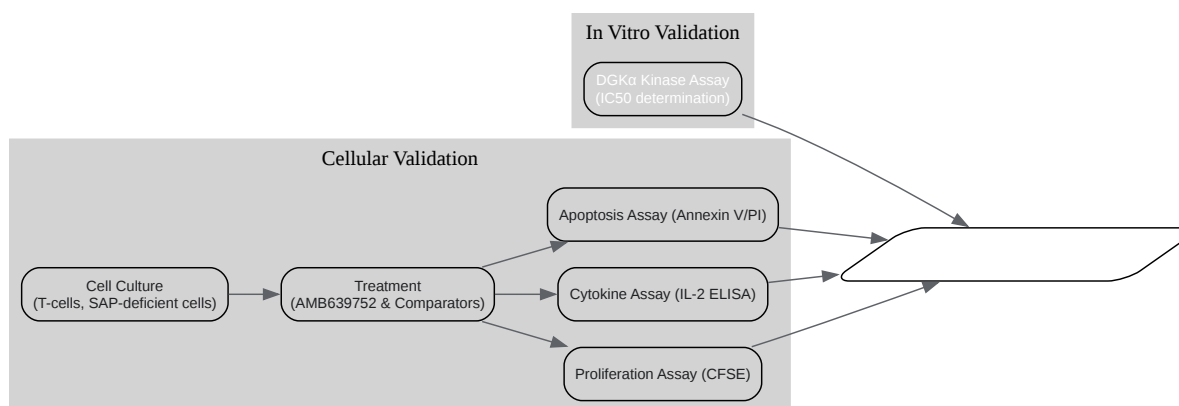 In Vitro Validation
DGKα Kinase Assay
(IC50 determination)
Cellular Validation
Apoptosis Assay (Annexin V/PI)
Cell Culture
(T-cells, SAP-deficient cells)
Treatment
(AMB639752 & Comparators)
Cytokine Assay (IL-2 ELISA)
Proliferation Assay (CFSE)